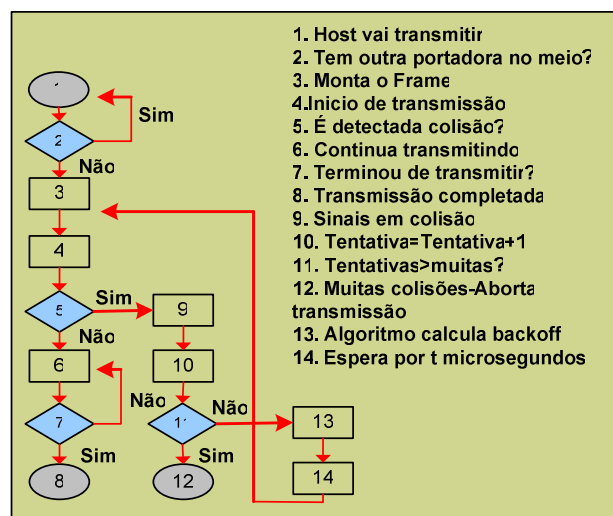 1. Host vai transmitir
2. Tem outra portadora no meio?
3. Monta o Frame
4.Inicio de transmissão
5. É detectada colisão?
6. Continua transmitindo
7. Terminou de transmitir?
8. Transmissão completada
9. Sinais em colisão
10. Tentativa=Tentativa+1
11. Tentativas>muitas?
12. Muitas colisões-Aborta
transmissão
13. Algoritmo calcula backoff
14. Espera por t microsegundos
1
Sim
2
Não
3
4
5
Sim
9
Não
6
10
Não
7
11
Não
13
Sim
8
Sim
12
14